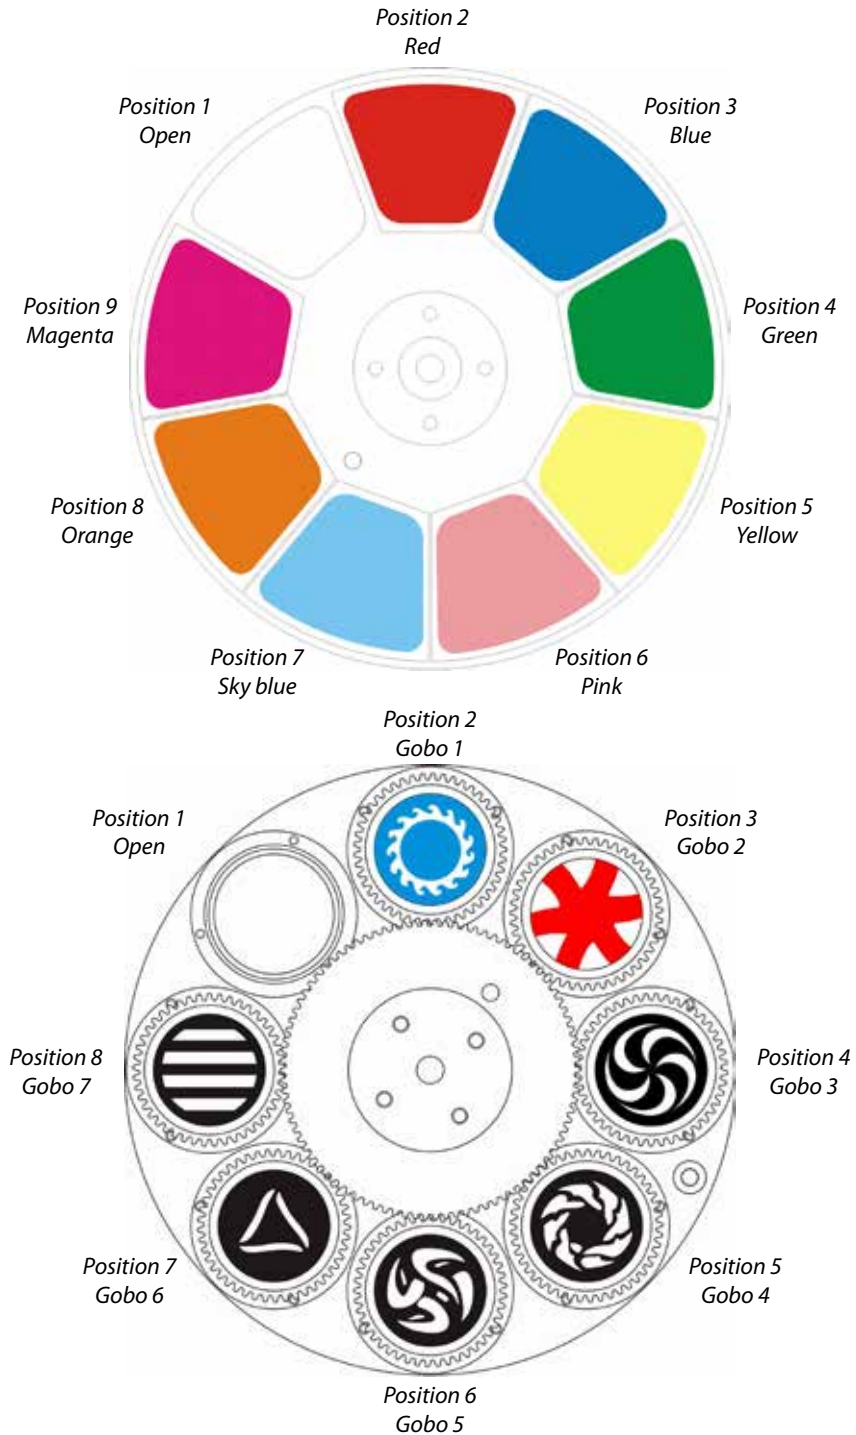 Position 2
Red
Position 1
Open
Position 3
Blue
Position 9
Magenta
Position 4
Green
Position 8
Orange
Position 5
Yellow
Position 7
Sky blue
Position 6
Pink
Position 2
Gobo 1
Position 1
Open
Position 3
Gobo 2
Position 8
Gobo 7
Position 4
Gobo 3
Position 7
Gobo 6
Position 5
Gobo 4
Position 6
Gobo 5